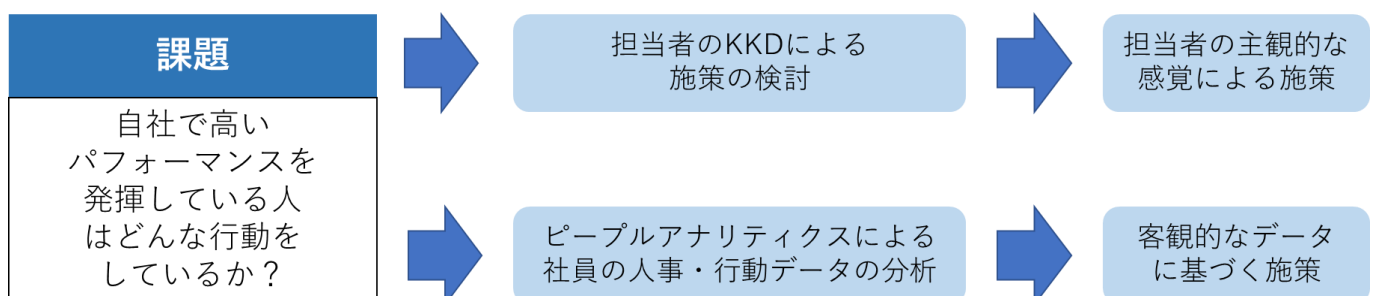 課題
自社で高い
パフォーマンスを
発揮している人
はどんな行動を
しているか？
担当者のKKDによる
施策の検討
担当者の主観的な
感覚による施策
ピープルアナリティクスによる
社員の人事・行動データの分析
客観的なデータ
に基づく施策